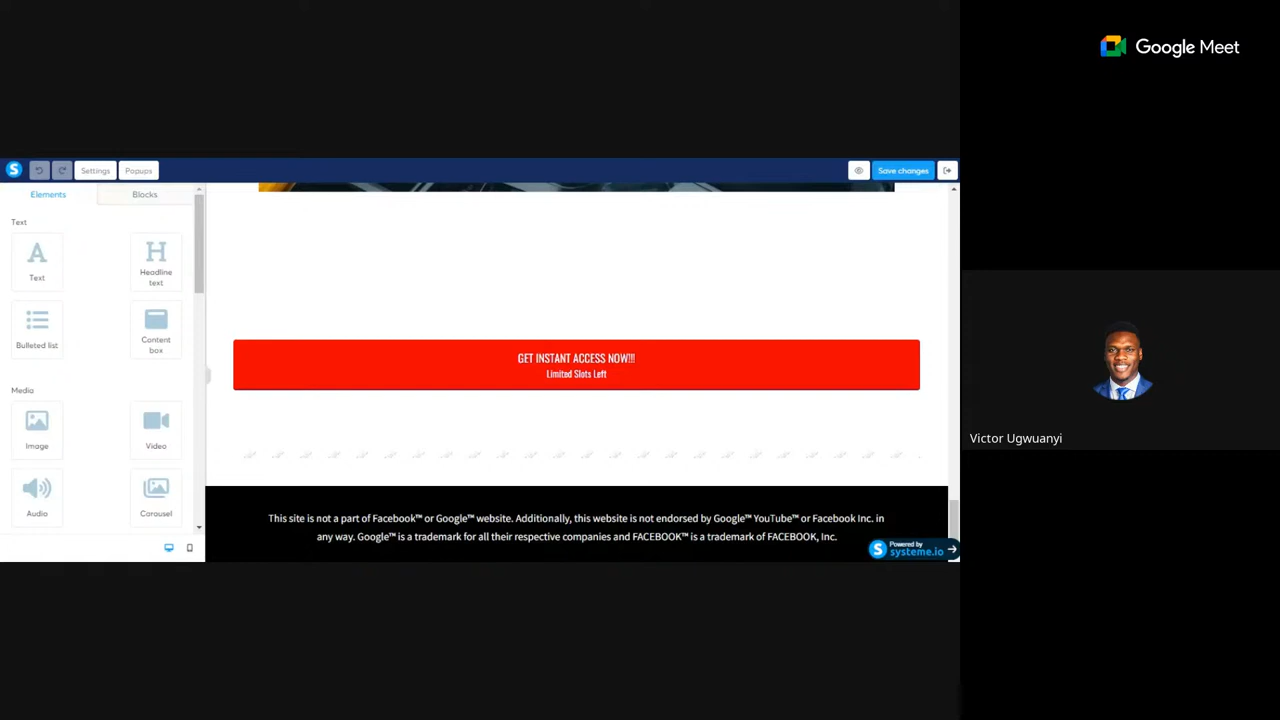 Google Meet
S
Settings
Popups
Save changes
Elements
Blocks
Text
Text
Headline
text
Bulleted list
Content
box
Media
Image
Video
Audio
Carousel
GET INSTANT ACCESS NOW!!!
Limited Slots Left
This site is not a part of Facebook™ or Google™ website. Additionally, this website is not endorsed by Google™ YouTube™ or Facebook Inc. in
any way. Google™ is a trademark for all their respective companies and FACEBOOK™ is a trademark of FACEBOOK, Inc.
S
Powered by
systeme.io
Victor Ugwuanyi